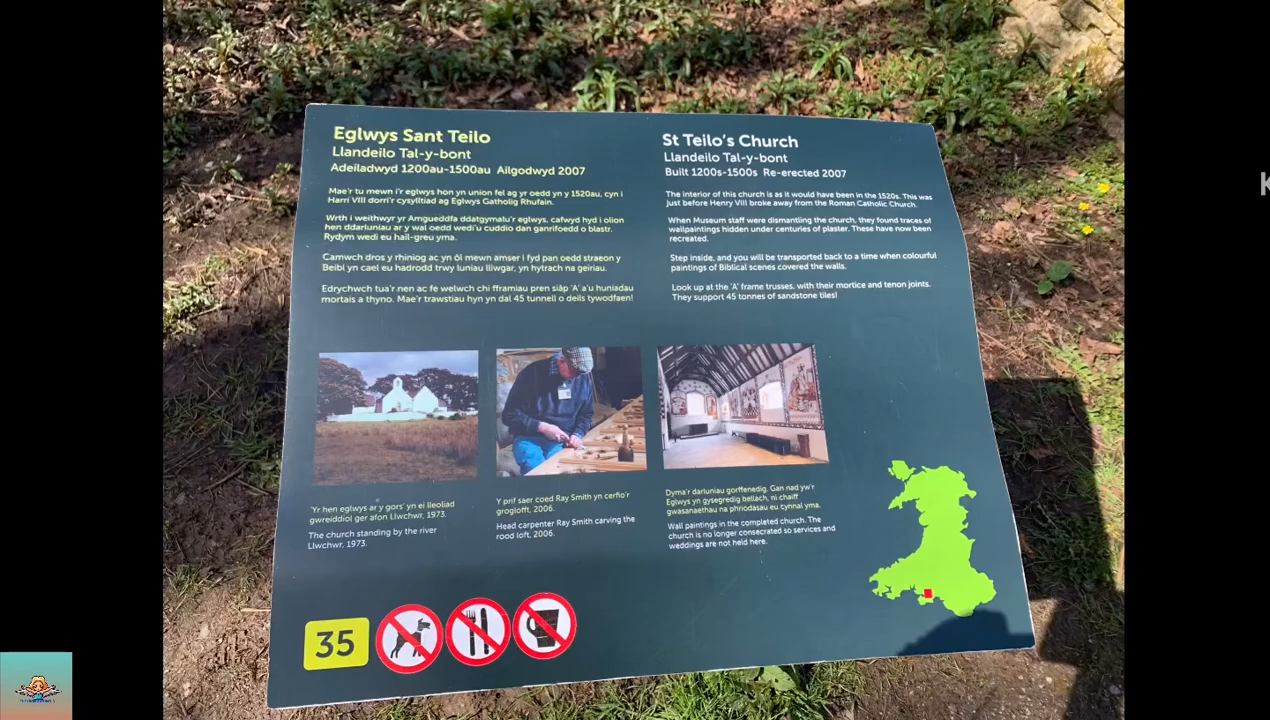 Eglwys Sant Teilo
Llandeilo Tal-y-bont
Adeiladwyd 1200au-1500au Ailgodwyd 2007
Mae'r tu mewn i'r eglwys hon yn union fel ag yr oedd yn y 1520au, cyn i
Harri VIII dorri'r cysylltiad ag Eglwys Gatholig Rhufain.
Wrth i weithwyr yr Amgueddfa ddatgymalu'r eglwys, cafwyd hyd i olion
hen ddarluniau ar y wal oedd wedi'u cuddio dan ganrifoedd o blastr.
Rydym wedi eu hail-greu yma.
Camwch dros y rhiniog ac yn ôl mewn amser i fyd pan oedd straeon y
Beibl yn cael eu hadrodd trwy luniau lliwgar, yn hytrach na geiriau.
Edrychwch tua'r nen ac fe welwch chi fframiau pren siâp 'A' a'u huniadau
mortais a thyno. Mae'r trawstiau hyn yn dal 45 tunnell o deils tywodfaen!
St Teilo's Church
Llandeilo Tal-y-bont
Built 1200s-1500s Re-erected 2007
The interior of this church is as it would have been in the 1520s. This was
just before Henry VIII broke away from the Roman Catholic Church.
When Museum staff were dismantling the church, they found traces of
wallpaintings hidden under centuries of plaster. These have now been
recreated.
Step inside, and you will be transported back to a time when colourful
paintings of Biblical scenes covered the walls.
Look up at the 'A' frame trusses, with their mortice and tenon joints.
They support 45 tonnes of sandstone tiles!
'Yr hen eglwys ar y gors' yn ei lleoliad
gwreiddiol ger afon Llwchwr, 1973.
The church standing by the river
Llwchwr, 1973.
Y prif saer coed Ray Smith yn cerfio'r
groglofft, 2006.
Head carpenter Ray Smith carving the
rood loft, 2006.
Dyma'r darluniau gorffenedig. Gan nad yw'r
Eglwys yn gysegredig bellach, ni chaiff
gwasanaethau na phriodasau eu cynnal yma.
Wall paintings in the completed church. The
church is no longer consecrated so services and
weddings are not held here.
35